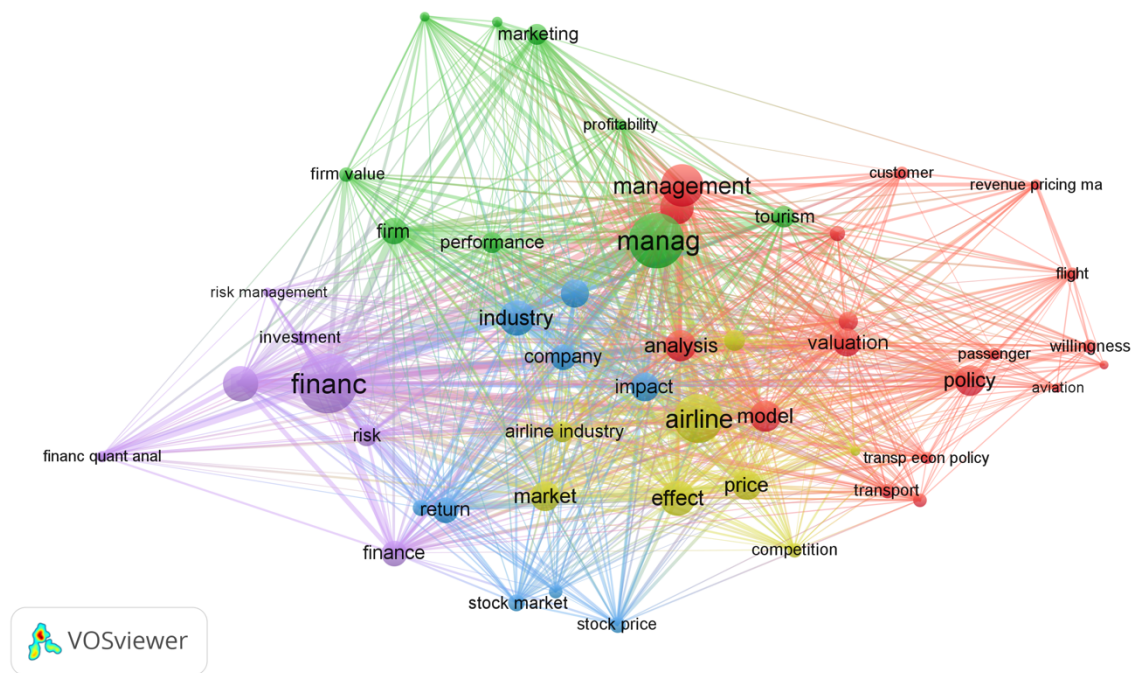 marketing
profitability
firm value
customer
revenue pricing ma
management
tourism
firm
performance
manag
flight
risk management
industry
investment
analysis
valuation
willingness
company
passenger
financ
impact
policy
aviation
airline
model
risk
airline industry
financ quant anal
transp econ policy
price
transport
market
effect
return
finance
competition
stock market
stock price
VOSviewer